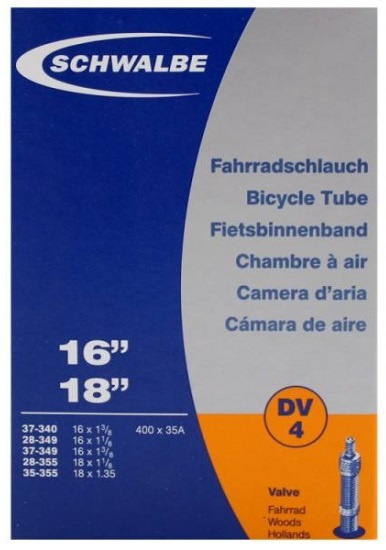 SCHWALBE
Fahrradschlauch
Bicycle Tube
Fietsbinnenband
Chambre à air
Camera d'aria
Cámara de aire
16”
18”
37-340 16 x 1³/₈ 400 x 35A
28-349 16 x 1¹/₈
37-349 16 x 1³/₈
28-355 18 x 1¹/₈
35-355 18 x 1.35
DV
4
Valve
Fahrrad
Woods
Hollands